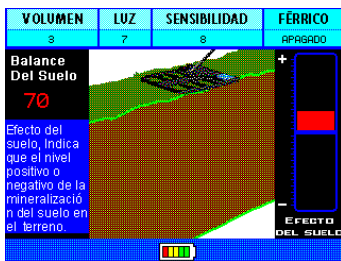 VOLUMEN LUZ SENSIBILIDAD FÉRRICO
3 7 8 APAGADO
Balance
Del Suelo
70
Efecto del
suelo, Indica
que el nivel
positivo o
negativo de la
mineralizació
n del suelo en
el terreno.
+
−
EFECTO
DEL SUELO